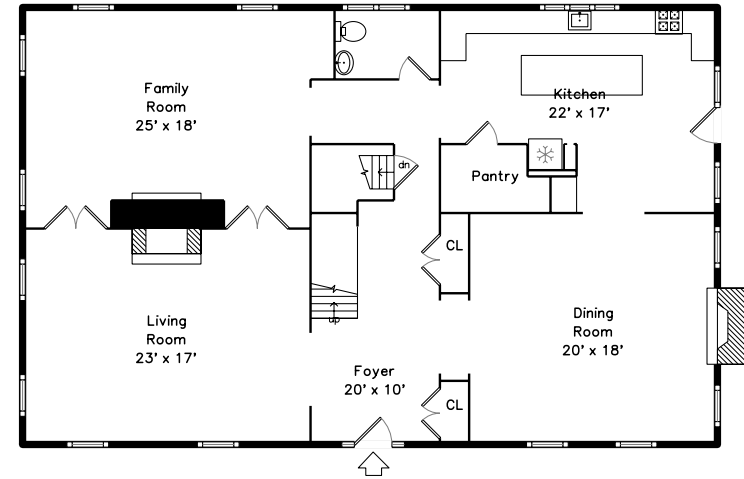 Family
Room
25' x 18'
Kitchen
22' x 17'
dn
Pantry
CL
up
Living
Room
23' x 17'
Dining
Room
20' x 18'
Foyer
20' x 10'
CL